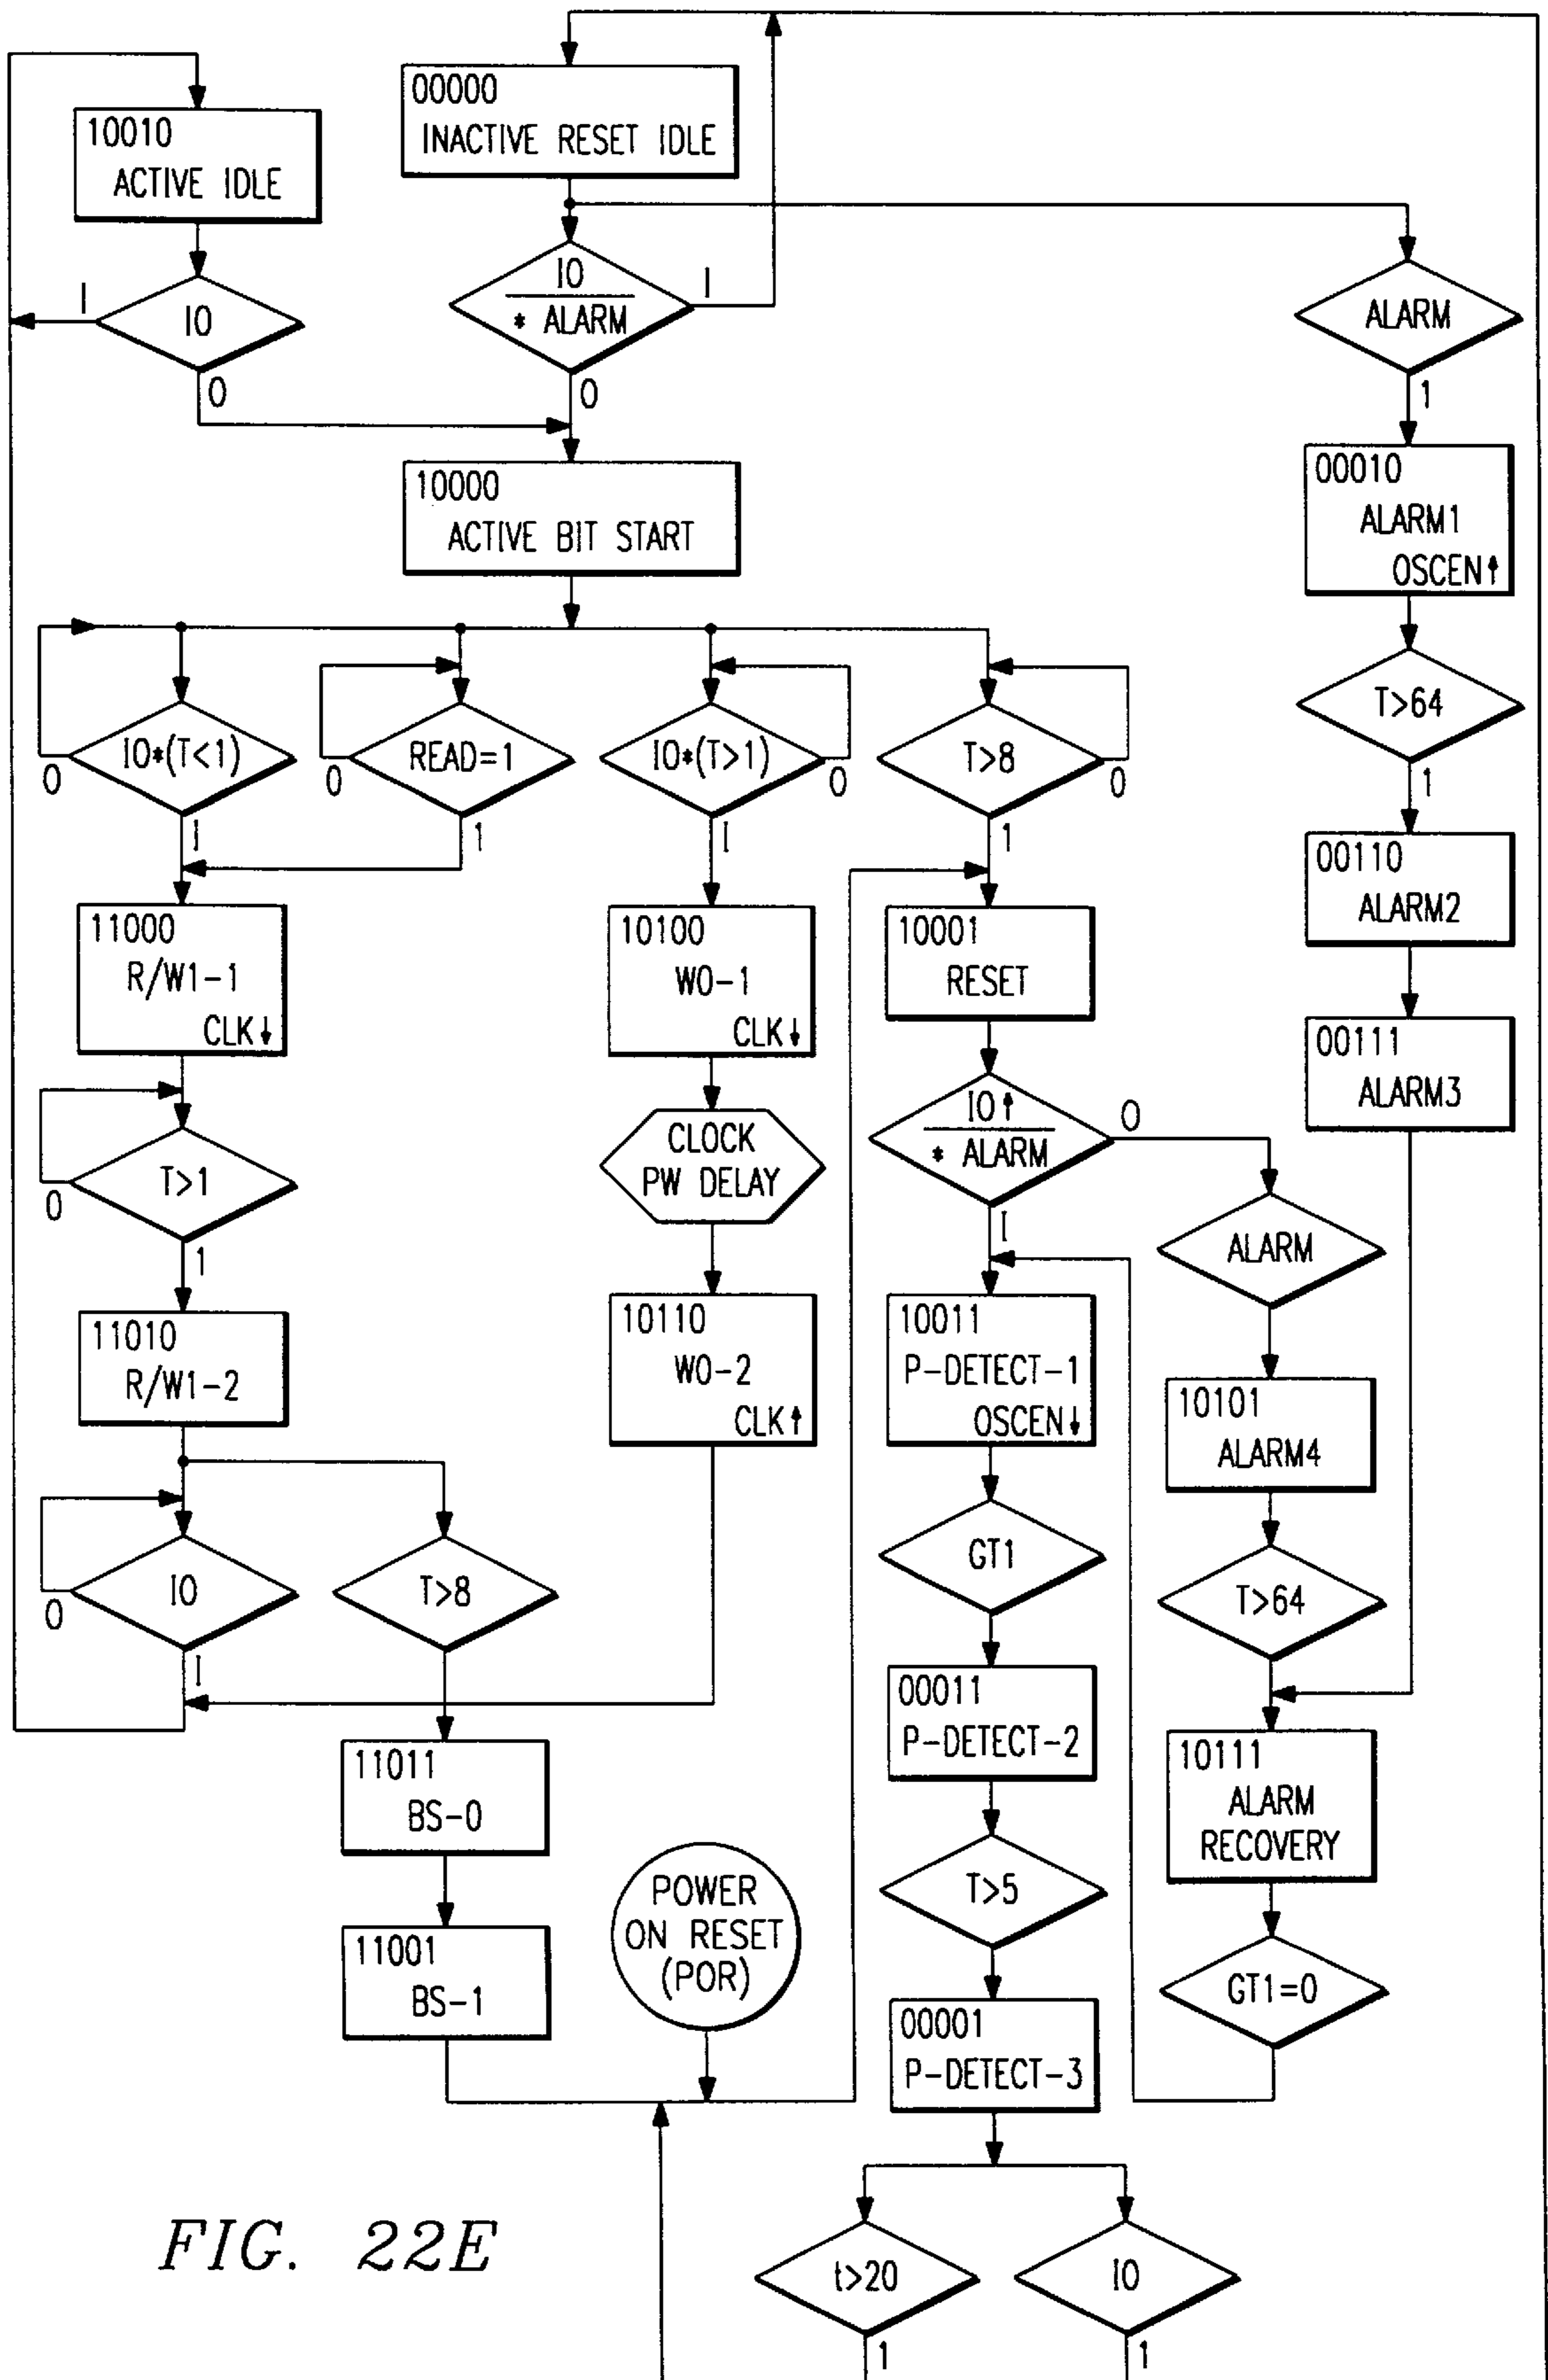 00000
INACTIVE RESET IDLE
10010
ACTIVE IDLE
IO
1
0
IO
* ALARM
1
0
ALARM
1
10000
ACTIVE BIT START
00010
ALARM1
OSCEN↑
T>64
1
IO*(T<1)
0
1
READ=1
0
1
IO*(T>1)
0
1
T>8
0
1
00110
ALARM2
11000
R/W1-1
CLK↓
10100
WO-1
CLK↓
10001
RESET
00111
ALARM3
T>1
0
1
CLOCK
PW DELAY
IO↑
* ALARM
0
1
ALARM
11010
R/W1-2
10110
WO-2
CLK↑
10011
P-DETECT-1
OSCEN↓
10101
ALARM4
IO
0
1
T>8
GT1
T>64
00011
P-DETECT-2
11011
BS-0
10111
ALARM
RECOVERY
POWER
ON RESET
(POR)
T>5
11001
BS-1
GT1=0
00001
P-DETECT-3
FIG. 22E
t>20
1
IO
1